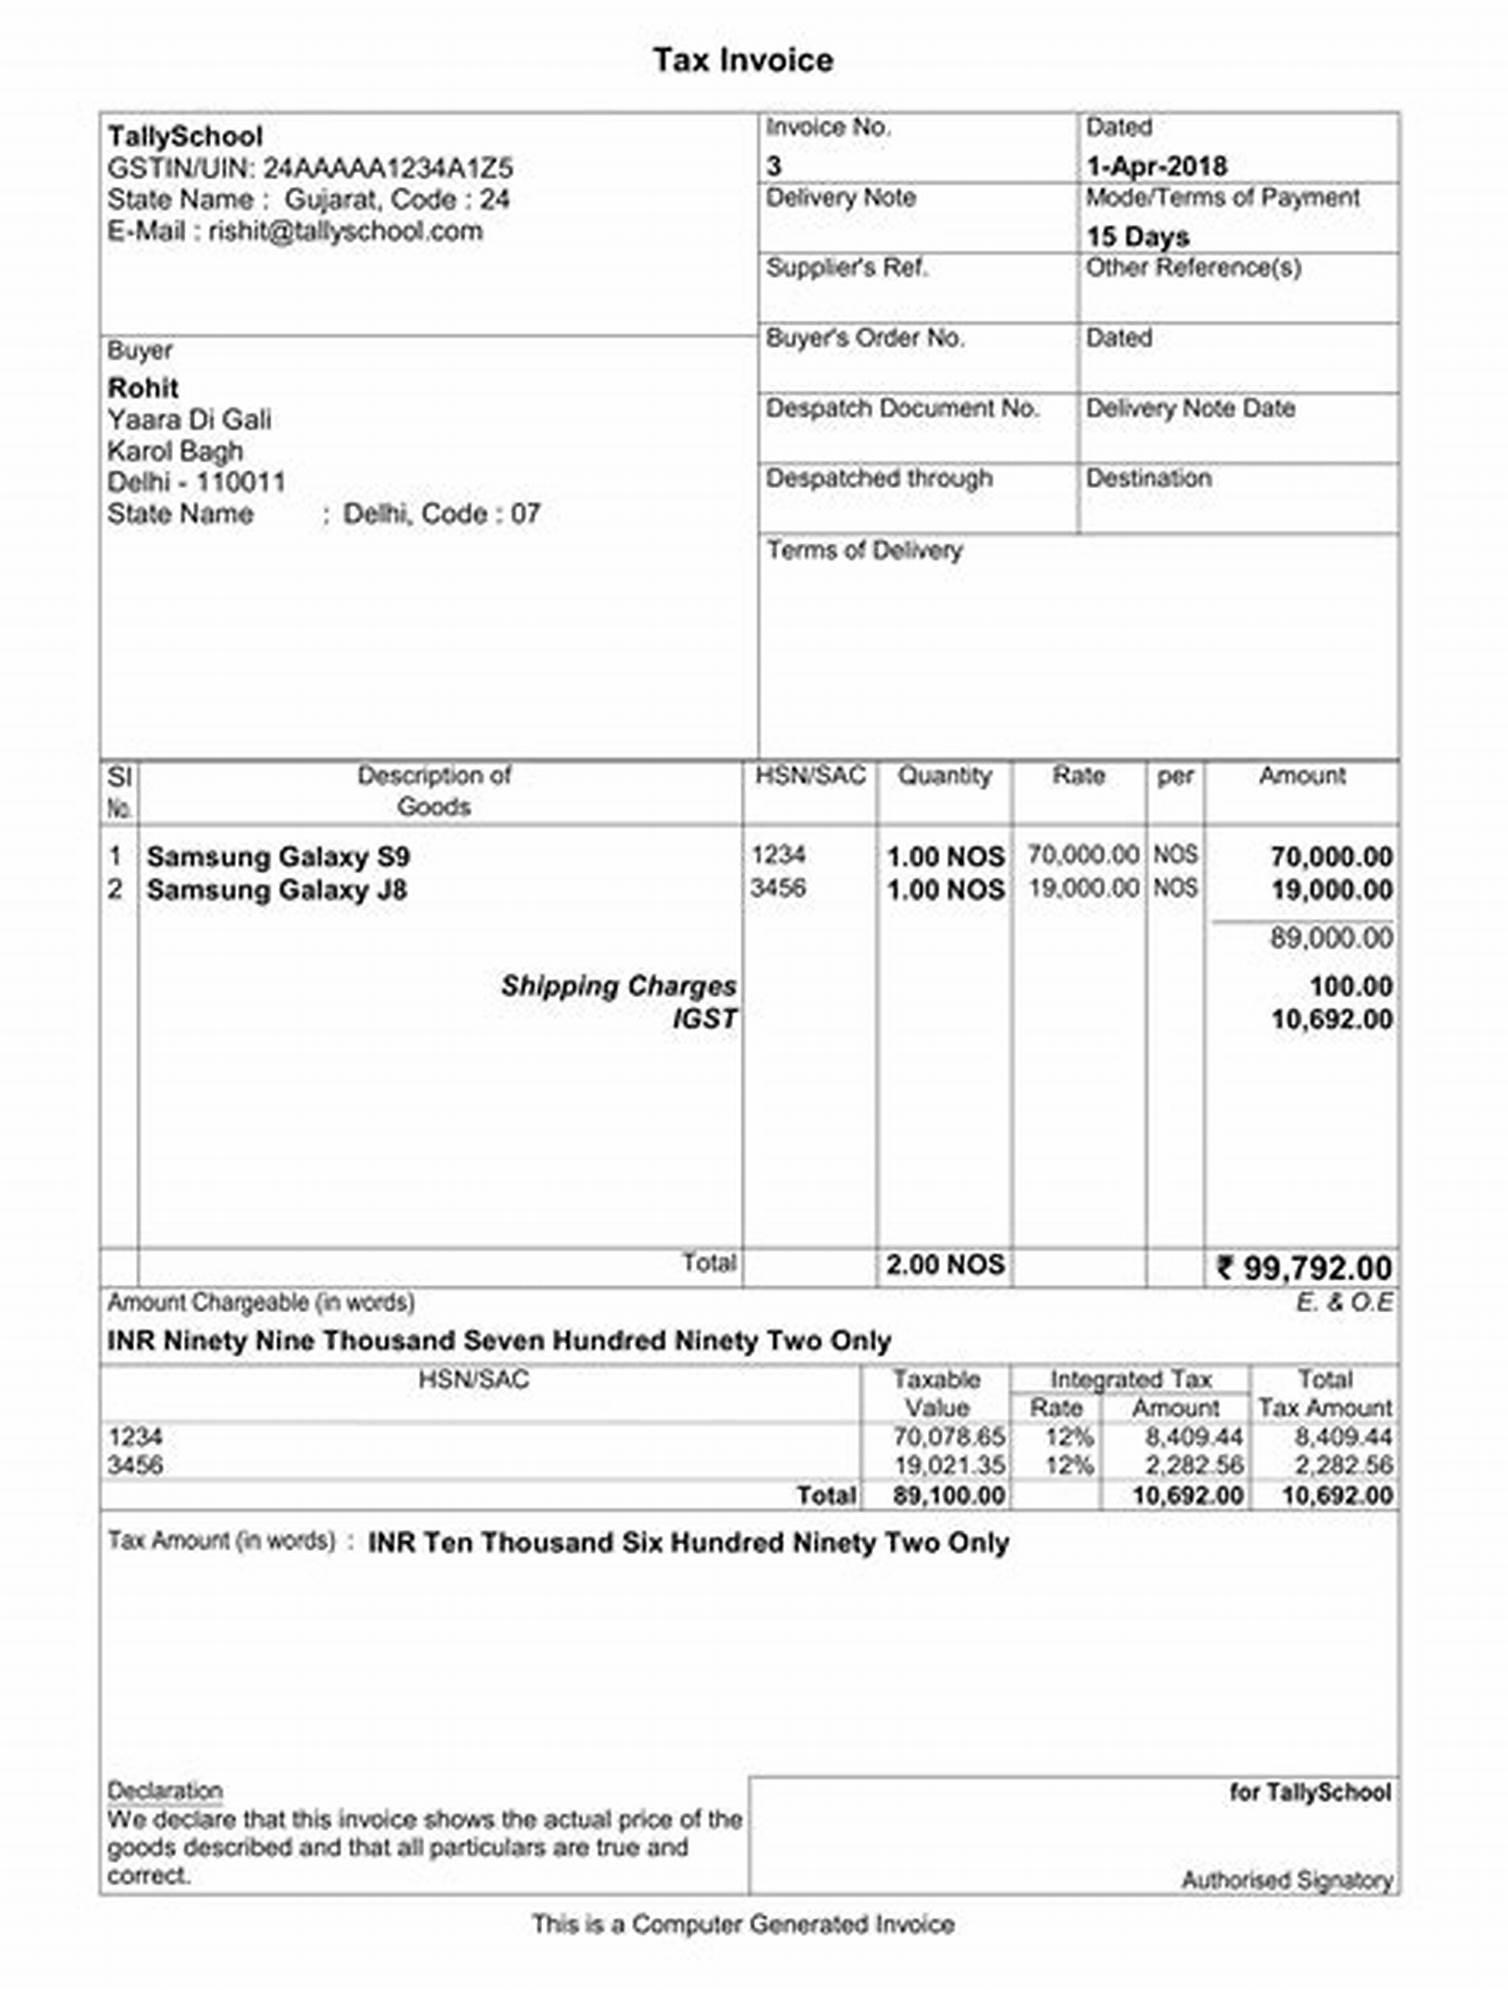 Tax Invoice
TallySchool
GSTIN/UIN: 24AAAAA1234A1Z5
State Name : Gujarat, Code : 24
E-Mail : rishit@tallyschool.com
Invoice No.
3
Dated
1-Apr-2018
Delivery Note
Mode/Terms of Payment
15 Days
Supplier's Ref.
Other Reference(s)
Buyer
Rohit
Yaara Di Gali
Karol Bagh
Delhi - 110011
State Name : Delhi, Code : 07
Buyer's Order No.
Dated
Despatch Document No.
Delivery Note Date
Despatched through
Destination
Terms of Delivery
Sl No. Description of Goods HSN/SAC Quantity Rate per Amount
1 Samsung Galaxy S9 1234 1.00 NOS 70,000.00 NOS 70,000.00
2 Samsung Galaxy J8 3456 1.00 NOS 19,000.00 NOS 19,000.00
89,000.00
Shipping Charges 100.00
IGST 10,692.00
Total 2.00 NOS ₹ 99,792.00
Amount Chargeable (in words) E. & O.E
INR Ninety Nine Thousand Seven Hundred Ninety Two Only
HSN/SAC Taxable Value Integrated Tax Rate Amount Total Tax Amount
1234 70,078.65 12% 8,409.44 8,409.44
3456 19,021.35 12% 2,282.56 2,282.56
Total 89,100.00 10,692.00 10,692.00
Tax Amount (in words) : INR Ten Thousand Six Hundred Ninety Two Only
Declaration
We declare that this invoice shows the actual price of the
goods described and that all particulars are true and
correct.
for TallySchool
Authorised Signatory
This is a Computer Generated Invoice